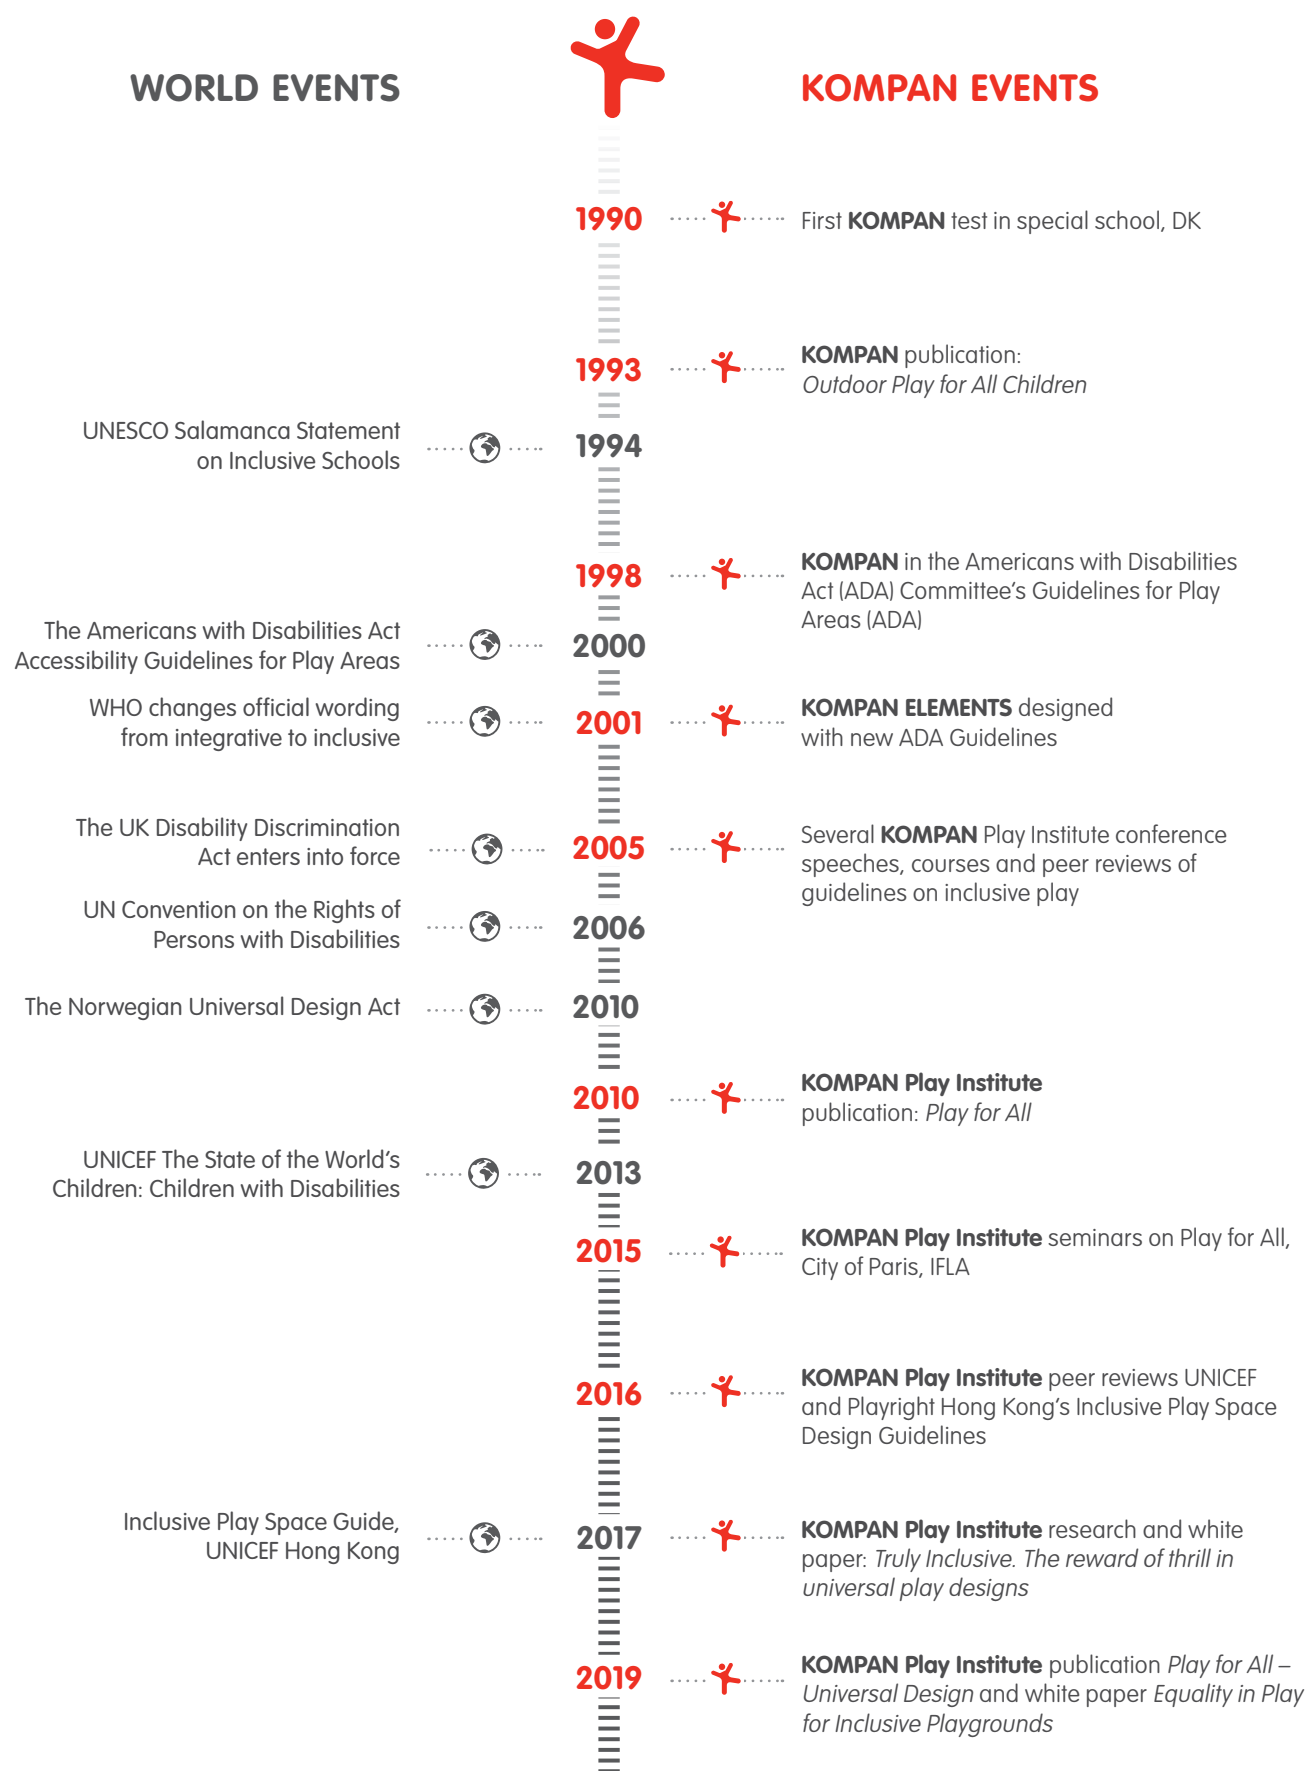 WORLD EVENTS
KOMPAN EVENTS
1990
First KOMPAN test in special school, DK
1993
KOMPAN publication:
Outdoor Play for All Children
UNESCO Salamanca Statement
on Inclusive Schools
1994
1998
KOMPAN in the Americans with Disabilities
Act (ADA) Committee's Guidelines for Play
Areas (ADA)
The Americans with Disabilities Act
Accessibility Guidelines for Play Areas
2000
WHO changes official wording
from integrative to inclusive
2001
KOMPAN ELEMENTS designed
with new ADA Guidelines
The UK Disability Discrimination
Act enters into force
2005
Several KOMPAN Play Institute conference
speeches, courses and peer reviews of
guidelines on inclusive play
UN Convention on the Rights of
Persons with Disabilities
2006
The Norwegian Universal Design Act
2010
2010
KOMPAN Play Institute
publication: Play for All
UNICEF The State of the World's
Children: Children with Disabilities
2013
2015
KOMPAN Play Institute seminars on Play for All,
City of Paris, IFLA
2016
KOMPAN Play Institute peer reviews UNICEF
and Playright Hong Kong's Inclusive Play Space
Design Guidelines
Inclusive Play Space Guide,
UNICEF Hong Kong
2017
KOMPAN Play Institute research and white
paper: Truly Inclusive. The reward of thrill in
universal play designs
2019
KOMPAN Play Institute publication Play for All –
Universal Design and white paper Equality in Play
for Inclusive Playgrounds